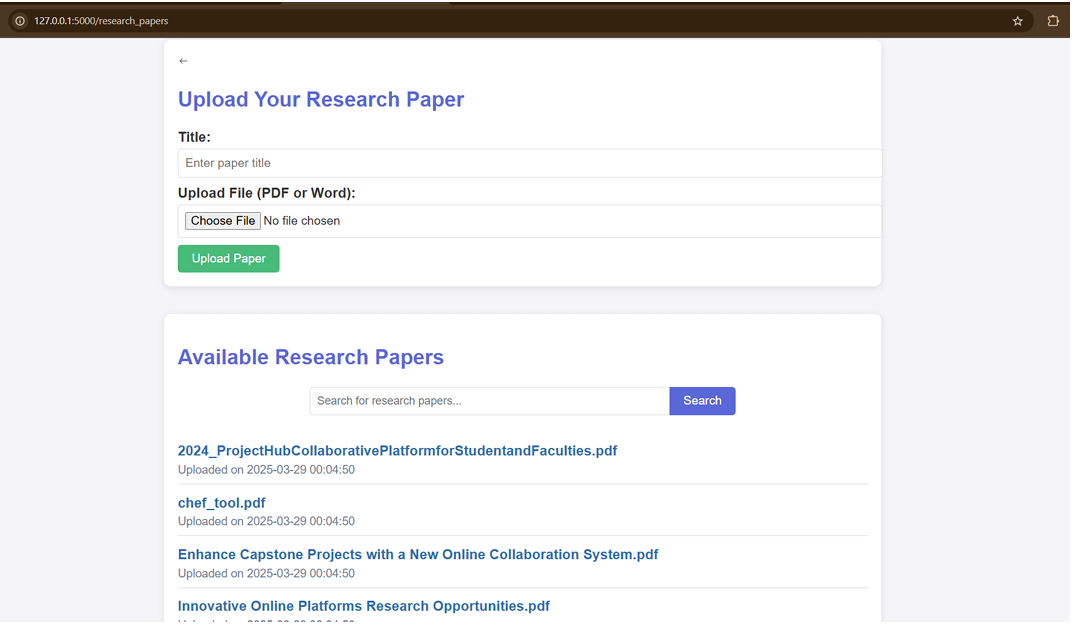 127.0.0.1:5000/research_papers
←
Upload Your Research Paper
Title:
Enter paper title
Upload File (PDF or Word):
Choose File No file chosen
Upload Paper
Available Research Papers
Search for research papers...
Search
2024_ProjectHubCollaborativePlatformforStudentandFaculties.pdf
Uploaded on 2025-03-29 00:04:50
chef_tool.pdf
Uploaded on 2025-03-29 00:04:50
Enhance Capstone Projects with a New Online Collaboration System.pdf
Uploaded on 2025-03-29 00:04:50
Innovative Online Platforms Research Opportunities.pdf